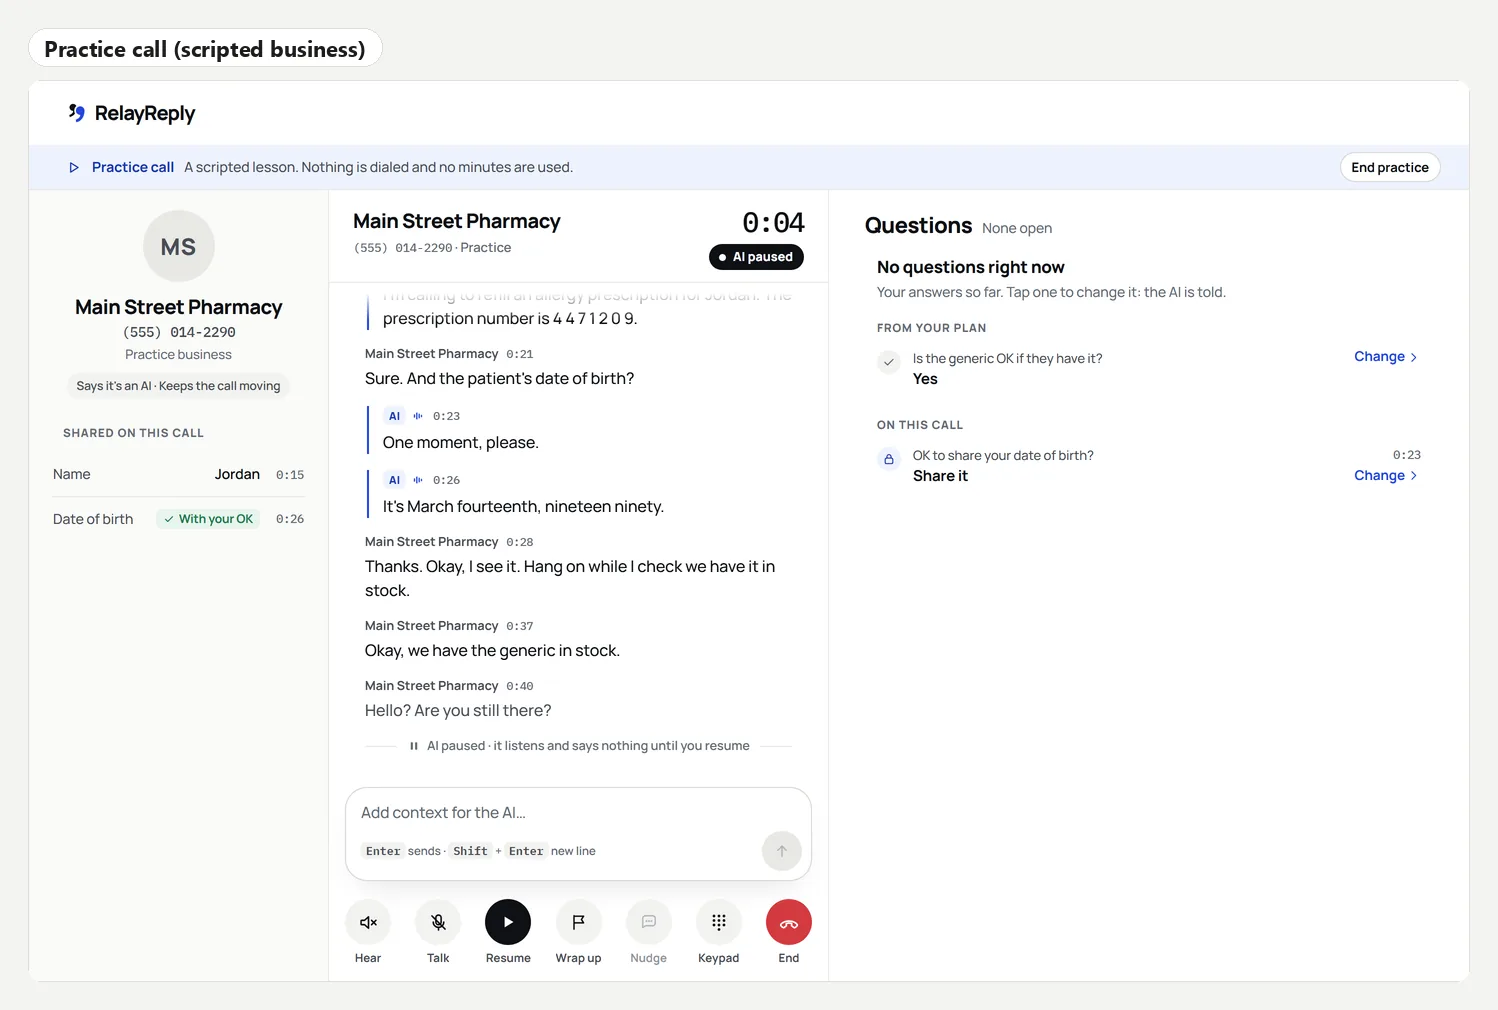 Practice call (scripted business)
RelayReply
Practice call A scripted lesson. Nothing is dialed and no minutes are used.
End practice
MS
Main Street Pharmacy
(555) 014-2290
Practice business
Says it's an AI · Keeps the call moving
SHARED ON THIS CALL
Name Jordan 0:15
Date of birth With your OK 0:26
Main Street Pharmacy
0:04
(555) 014-2290 · Practice
AI paused
I'm calling to refill an allergy prescription for Jordan. The
prescription number is 4 4 7 1 2 0 9.
Main Street Pharmacy 0:21
Sure. And the patient's date of birth?
AI 0:23
One moment, please.
AI 0:26
It's March fourteenth, nineteen ninety.
Main Street Pharmacy 0:28
Thanks. Okay, I see it. Hang on while I check we have it in
stock.
Main Street Pharmacy 0:37
Okay, we have the generic in stock.
Main Street Pharmacy 0:40
Hello? Are you still there?
AI paused · it listens and says nothing until you resume
Add context for the AI…
Enter sends · Shift + Enter new line
Hear
Talk
Resume
Wrap up
Nudge
Keypad
End
Questions None open
No questions right now
Your answers so far. Tap one to change it: the AI is told.
FROM YOUR PLAN
Is the generic OK if they have it?
Change
Yes
ON THIS CALL
OK to share your date of birth? 0:23
Share it
Change